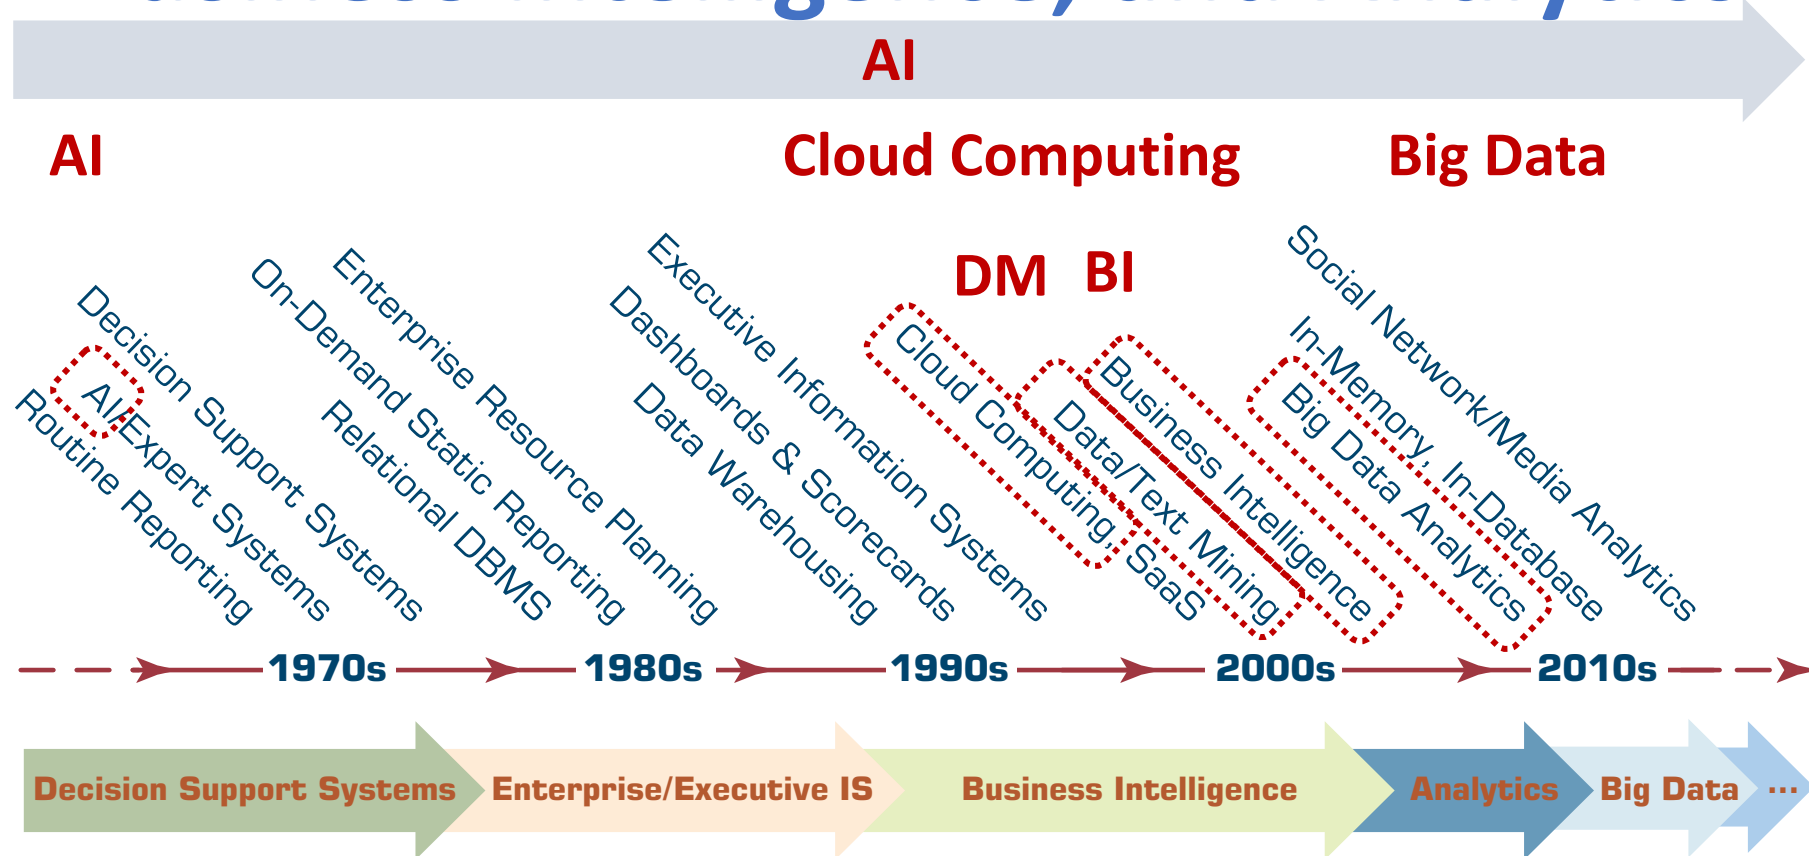 AI
AI
Cloud Computing
Big Data
DM
BI
Routine Reporting
AI/Expert Systems
Decision Support Systems
Relational DBMS
On-Demand Static Reporting
Enterprise Resource Planning
Data Warehousing
Dashboards & Scorecards
Executive Information Systems
Cloud Computing, SaaS
Data/Text Mining
Business Intelligence
Big Data Analytics
In-Memory, In-Database
Social Network/Media Analytics
1970s
1980s
1990s
2000s
2010s
Decision Support Systems
Enterprise/Executive IS
Business Intelligence
Analytics
Big Data
...